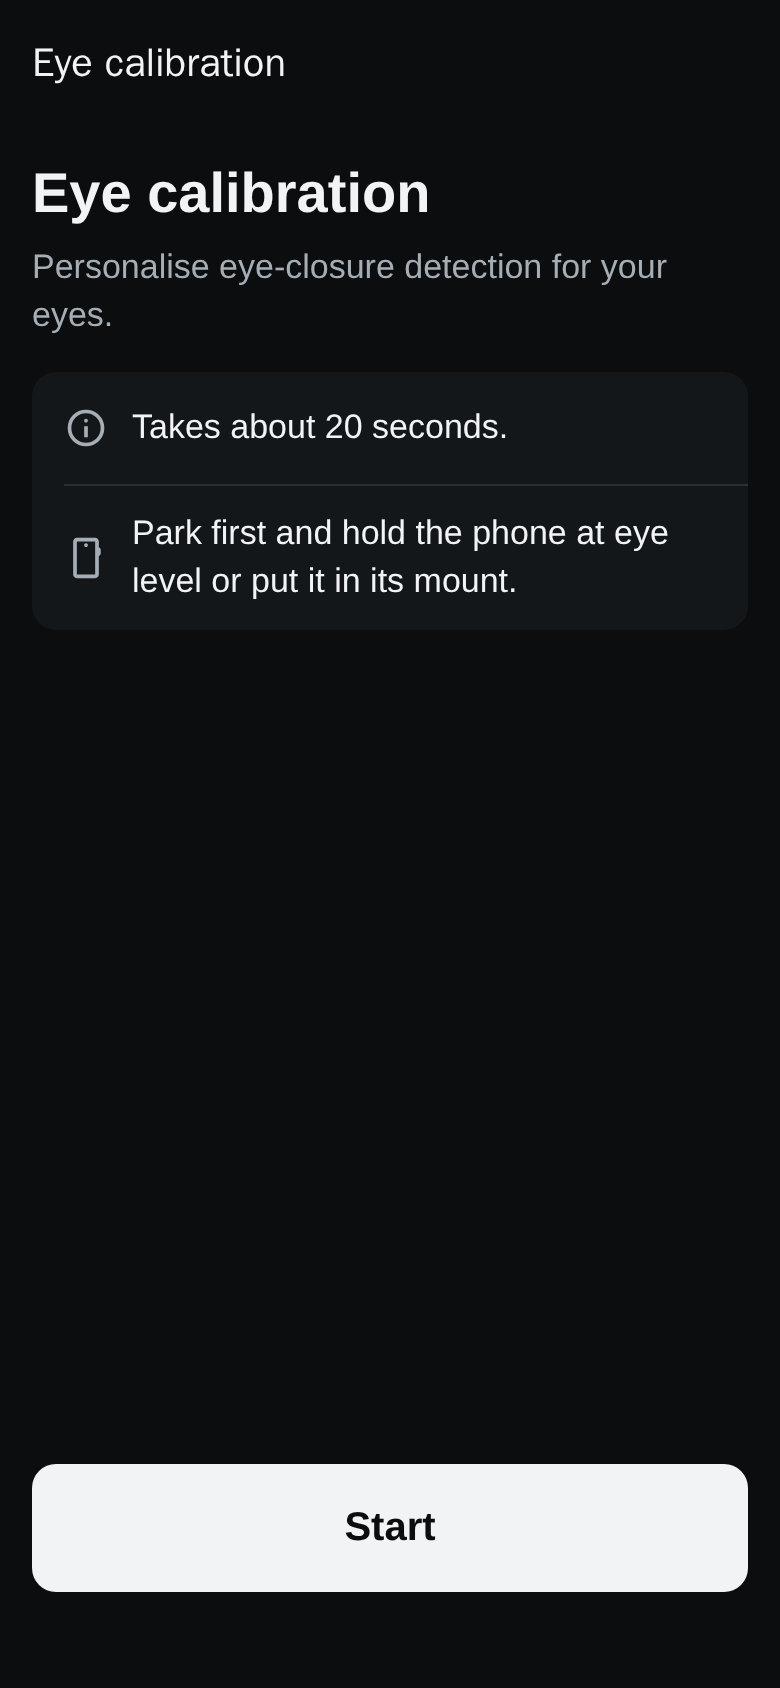 Eye calibration
Eye calibration
Personalise eye-closure detection for your
eyes.
Takes about 20 seconds.
Park first and hold the phone at eye
level or put it in its mount.
Start